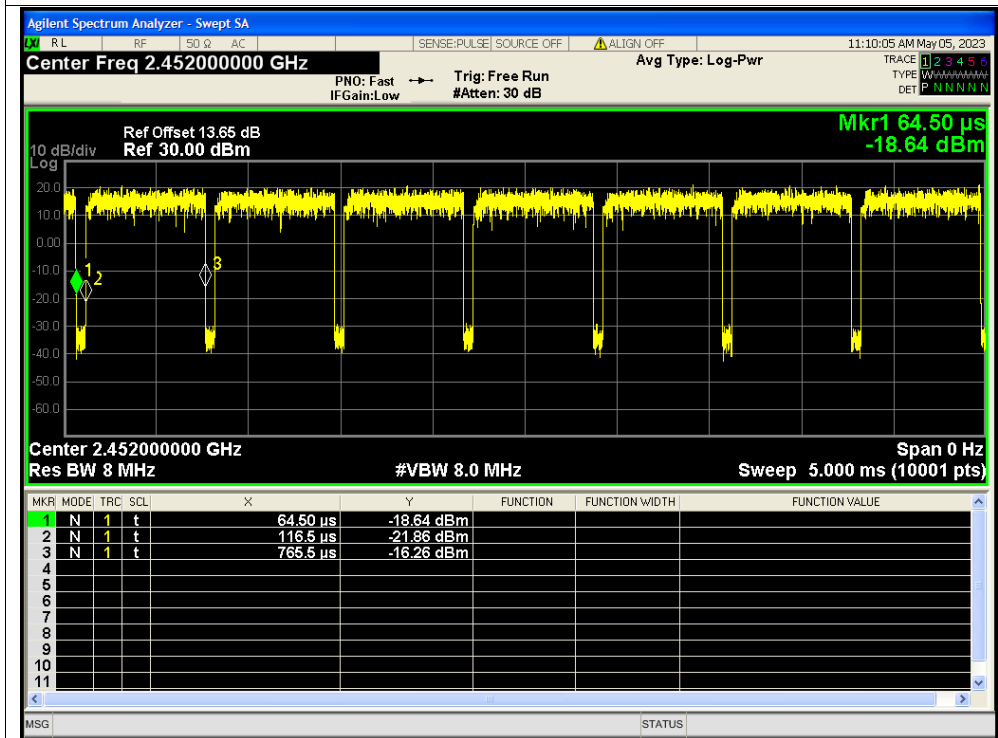 Agilent Spectrum Analyzer - Swept SA
LXI RL RF 50 Ω AC SENSE:PULSE SOURCE OFF ALIGN OFF 11:10:05 AM May 05, 2023
Center Freq 2.452000000 GHz
PNO: Fast
IFGain:Low
Trig: Free Run
#Atten: 30 dB
Avg Type: Log-Pwr
TRACE 1 2 3 4 5 6
TYPE WWWWWW
DET P N N N N N
Ref Offset 13.65 dB
Ref 30.00 dBm
10 dB/div
Log
Mkr1 64.50 µs
-18.64 dBm
20.0
10.0
0.00
-10.0
-20.0
-30.0
-40.0
-50.0
-60.0
1
2
3
Center 2.452000000 GHz
Span 0 Hz
Res BW 8 MHz
#VBW 8.0 MHz
Sweep 5.000 ms (10001 pts)
MKR MODE TRC SCL X Y FUNCTION FUNCTION WIDTH FUNCTION VALUE
1 N 1 t 64.50 µs -18.64 dBm
2 N 1 t 116.5 µs -21.86 dBm
3 N 1 t 765.5 µs -16.26 dBm
4
5
6
7
8
9
10
11
MSG
STATUS